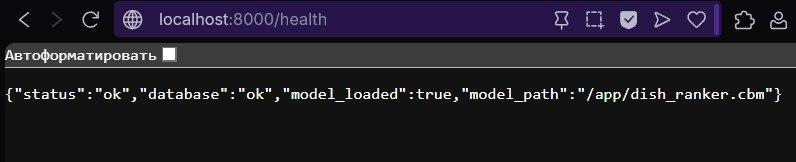 localhost:8000/health
Автоформатировать
{"status":"ok","database":"ok","model_loaded":true,"model_path":"/app/dish_ranker.cbm"}